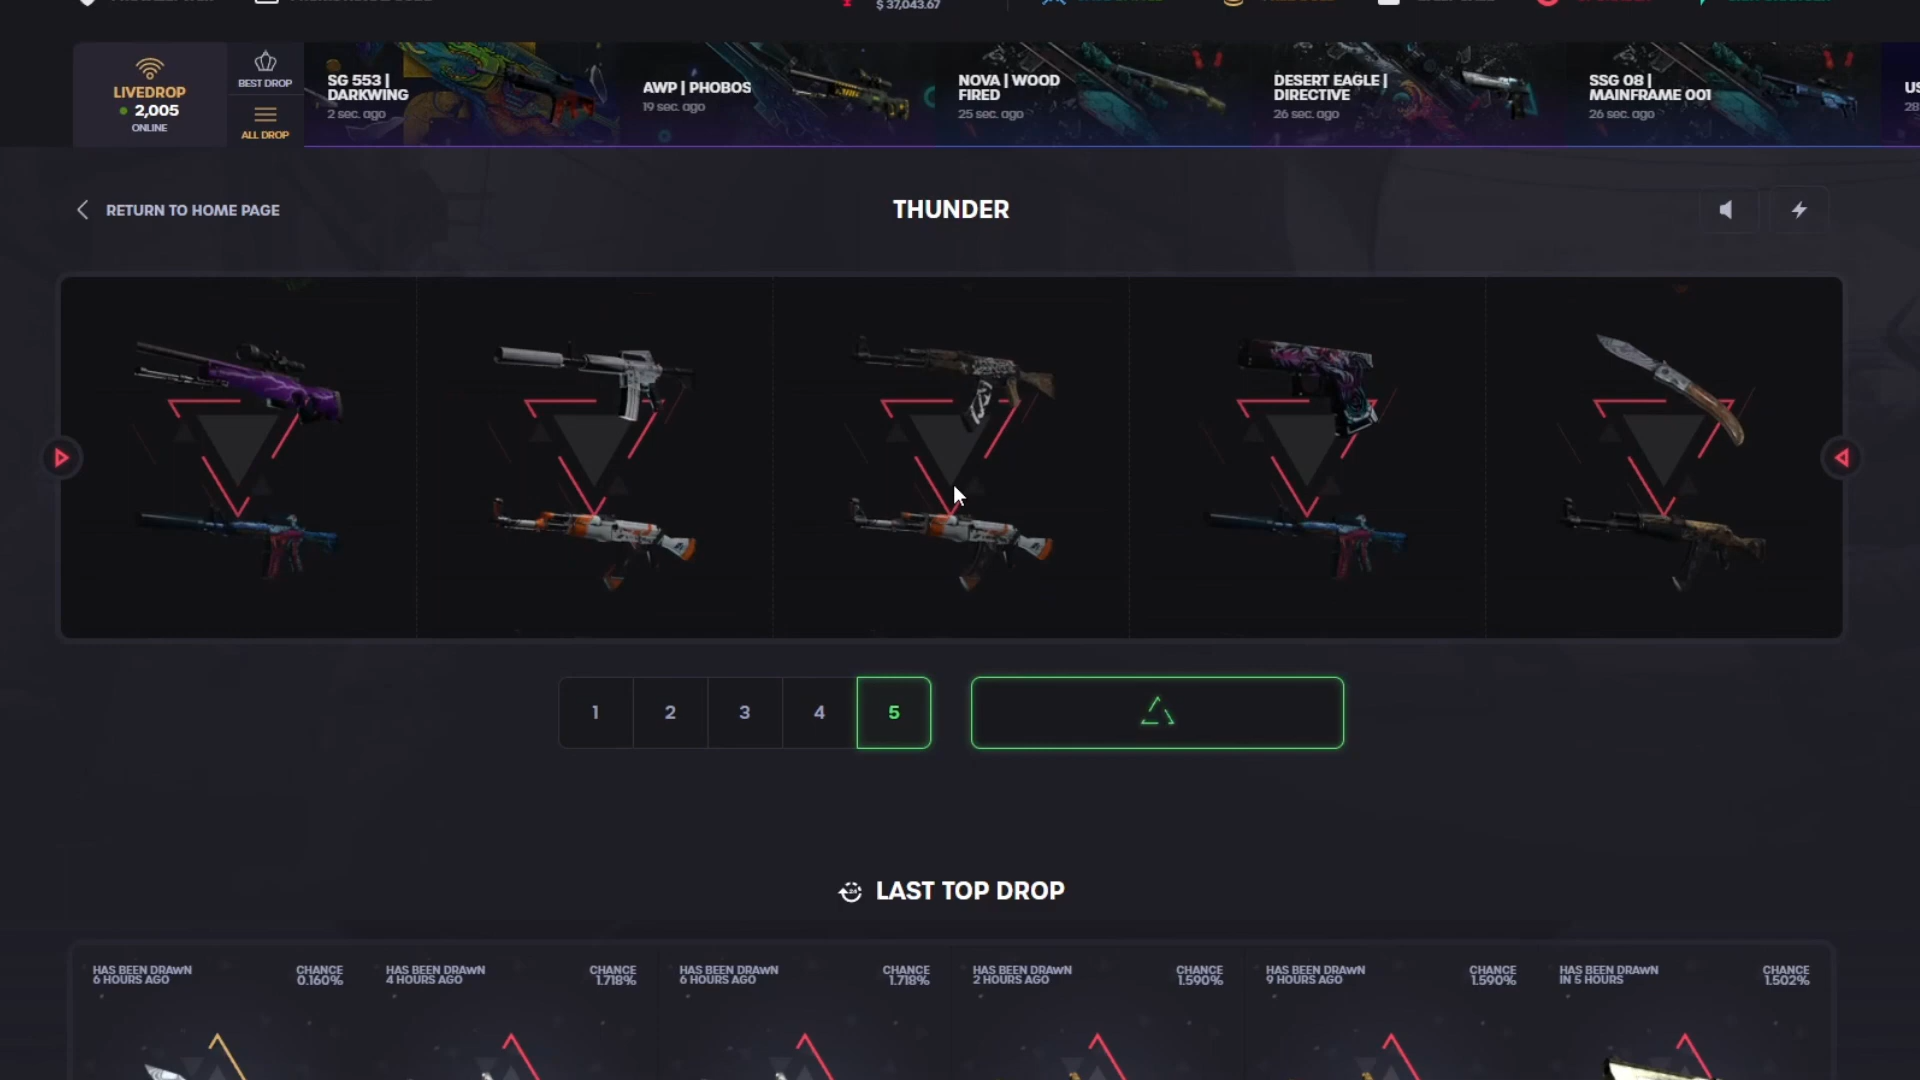 $ 37,043.67
LIVEDROP
2,005
ONLINE
BEST DROP
ALL DROP
SG 553 |
DARKWING
2 sec. ago
AWP | PHOBOS
19 sec. ago
NOVA | WOOD
FIRED
25 sec. ago
DESERT EAGLE |
DIRECTIVE
26 sec. ago
SSG 08 |
MAINFRAME 001
26 sec. ago
US
28
RETURN TO HOME PAGE
THUNDER
1
2
3
4
5
LAST TOP DROP
HAS BEEN DRAWN
6 HOURS AGO
CHANCE
0.160%
HAS BEEN DRAWN
4 HOURS AGO
CHANCE
1.718%
HAS BEEN DRAWN
6 HOURS AGO
CHANCE
1.718%
HAS BEEN DRAWN
2 HOURS AGO
CHANCE
1.590%
HAS BEEN DRAWN
9 HOURS AGO
CHANCE
1.590%
HAS BEEN DRAWN
IN 5 HOURS
CHANCE
1.502%